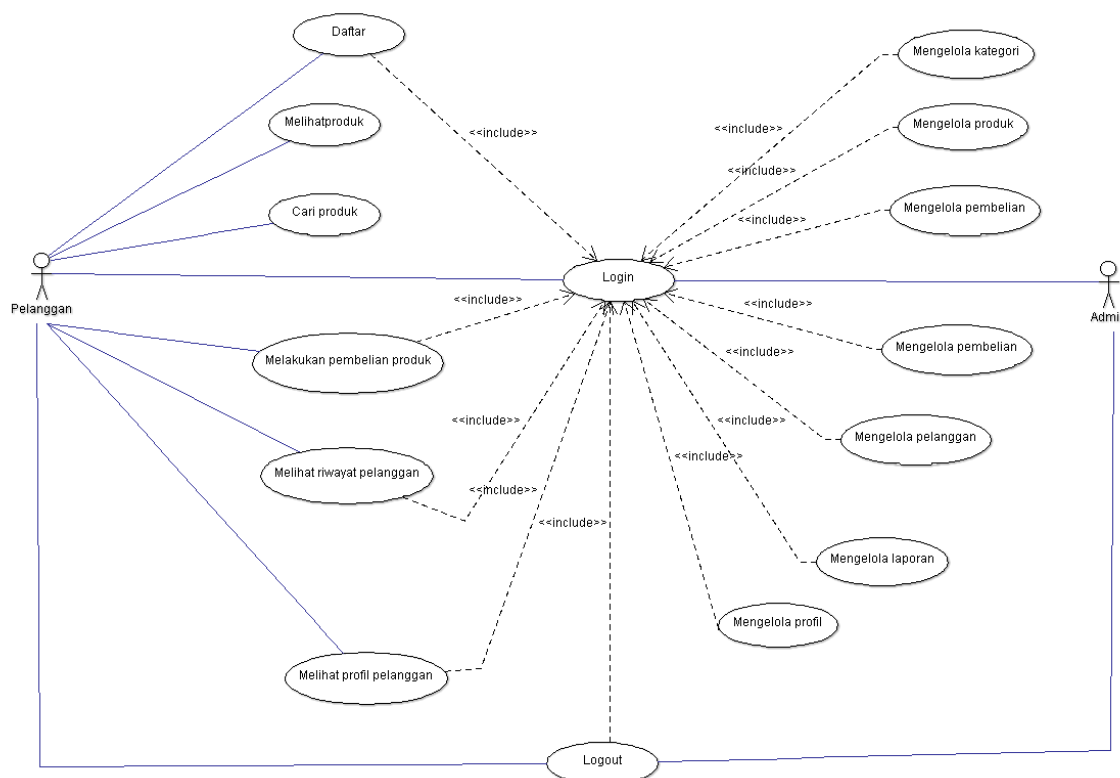 Daftar
Mengelola kategori
Melihatproduk
<<include>>
<<include>>
Mengelola produk
<<include>>
Cari produk
Mengelola pembelian
<<include>>
Login
Pelanggan
Admi
<<include>>
<<include>>
Melakukan pembelian produk
<<include>>
Mengelola pembelian
<<include>>
<<include>>
Mengelola pelanggan
<<include>>
Melihat riwayat pelanggan
<<include>>
<<include>>
Mengelola laporan
Mengelola profil
Melihat profil pelanggan
Logout